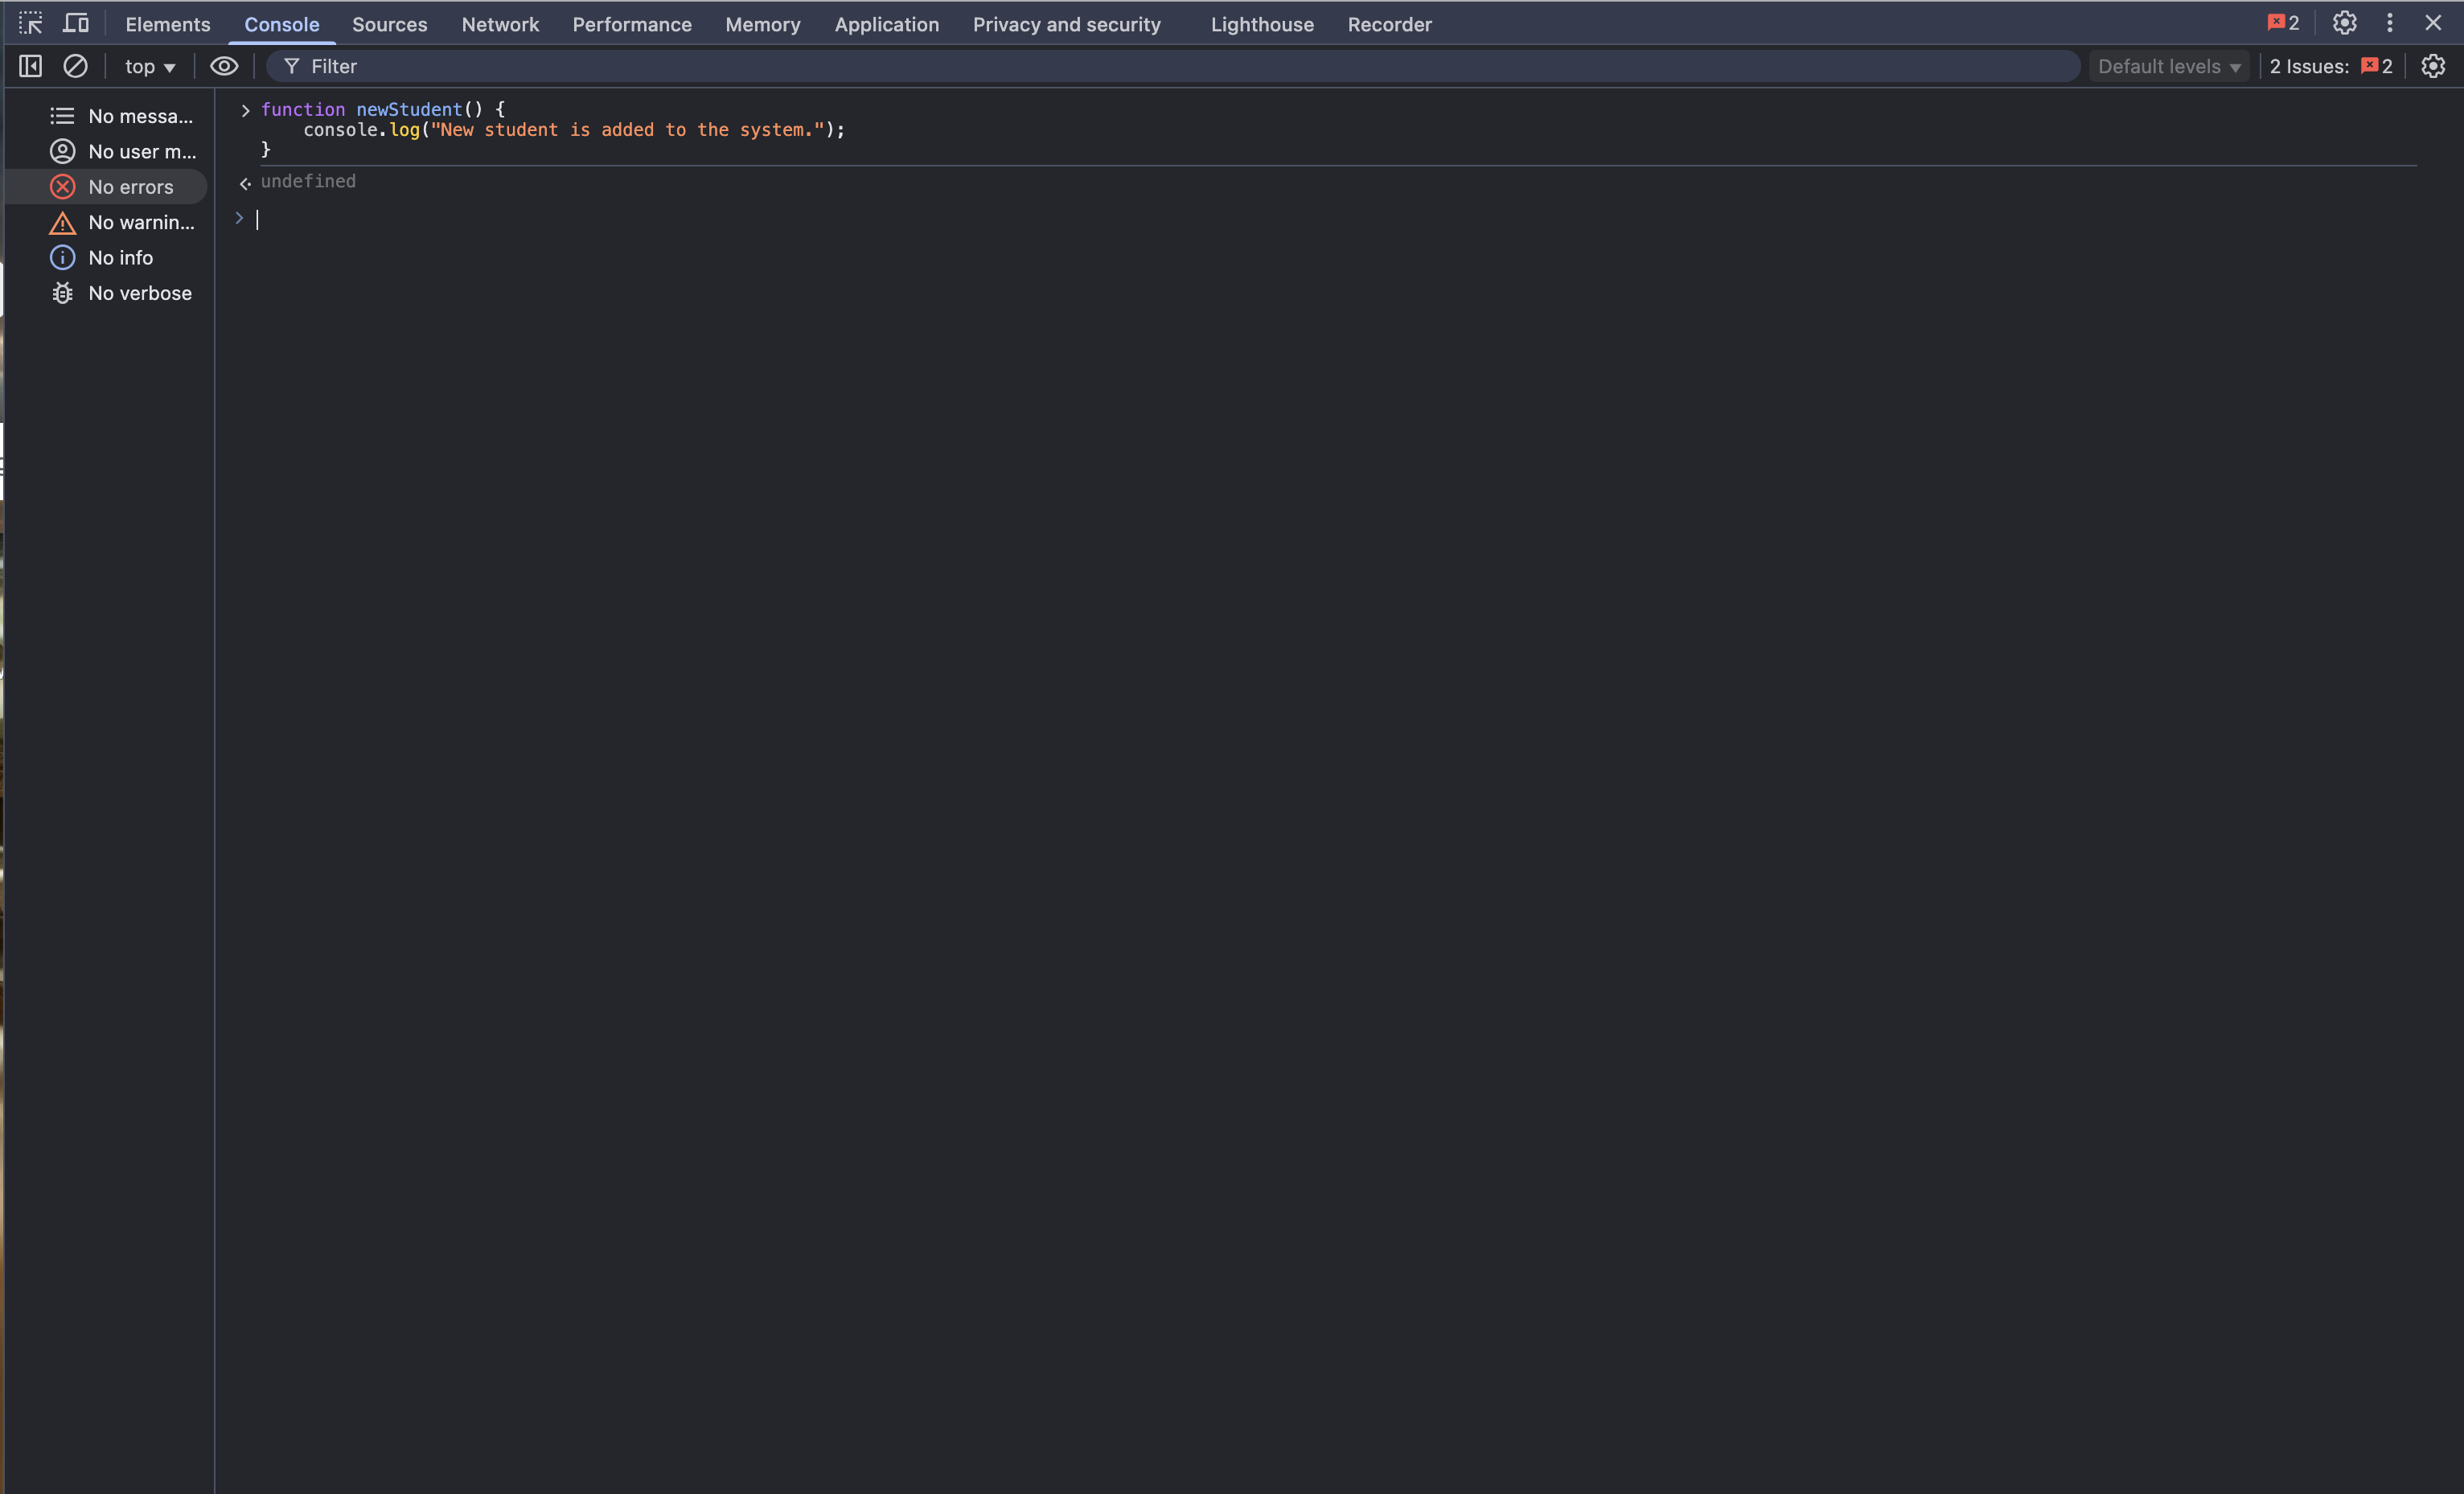 Elements Console Sources Network Performance Memory Application Privacy and security Lighthouse Recorder 2
top Filter Default levels 2 Issues: 2
No messa...
No user m...
No errors
No warnin...
No info
No verbose
function newStudent() {
    console.log("New student is added to the system.");
}
undefined